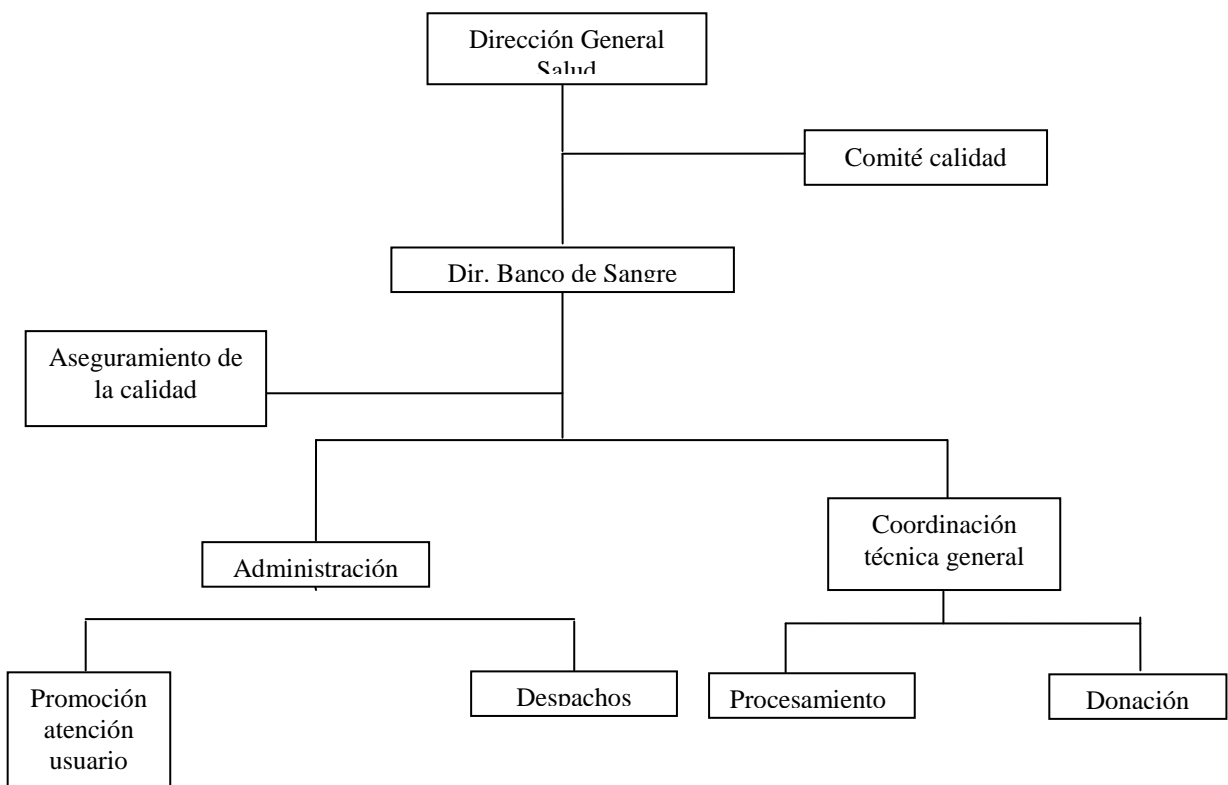 Dirección General
Salud
Comité calidad
Dir. Banco de Sangre
Aseguramiento de
la calidad
Coordinación
técnica general
Administración
Promoción
atención
usuario
Despachos
Procesamiento
Donación